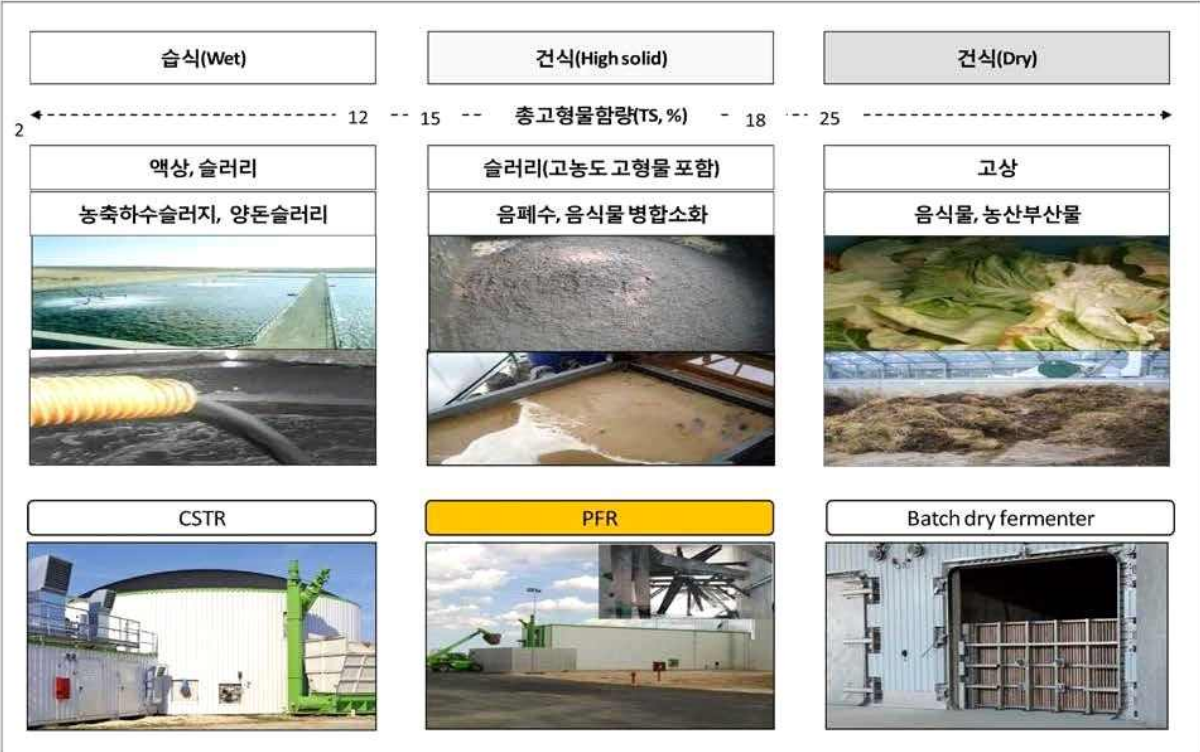 습식(Wet)
건식(High solid)
건식(Dry)
2
12
15
총고형물함량(TS, %)
18
25
액상, 슬러리
슬러리(고농도 고형물 포함)
고상
농축하수슬러지, 양돈슬러리
음폐수, 음식물 병합소화
음식물, 농산부산물
CSTR
PFR
Batch dry fermenter